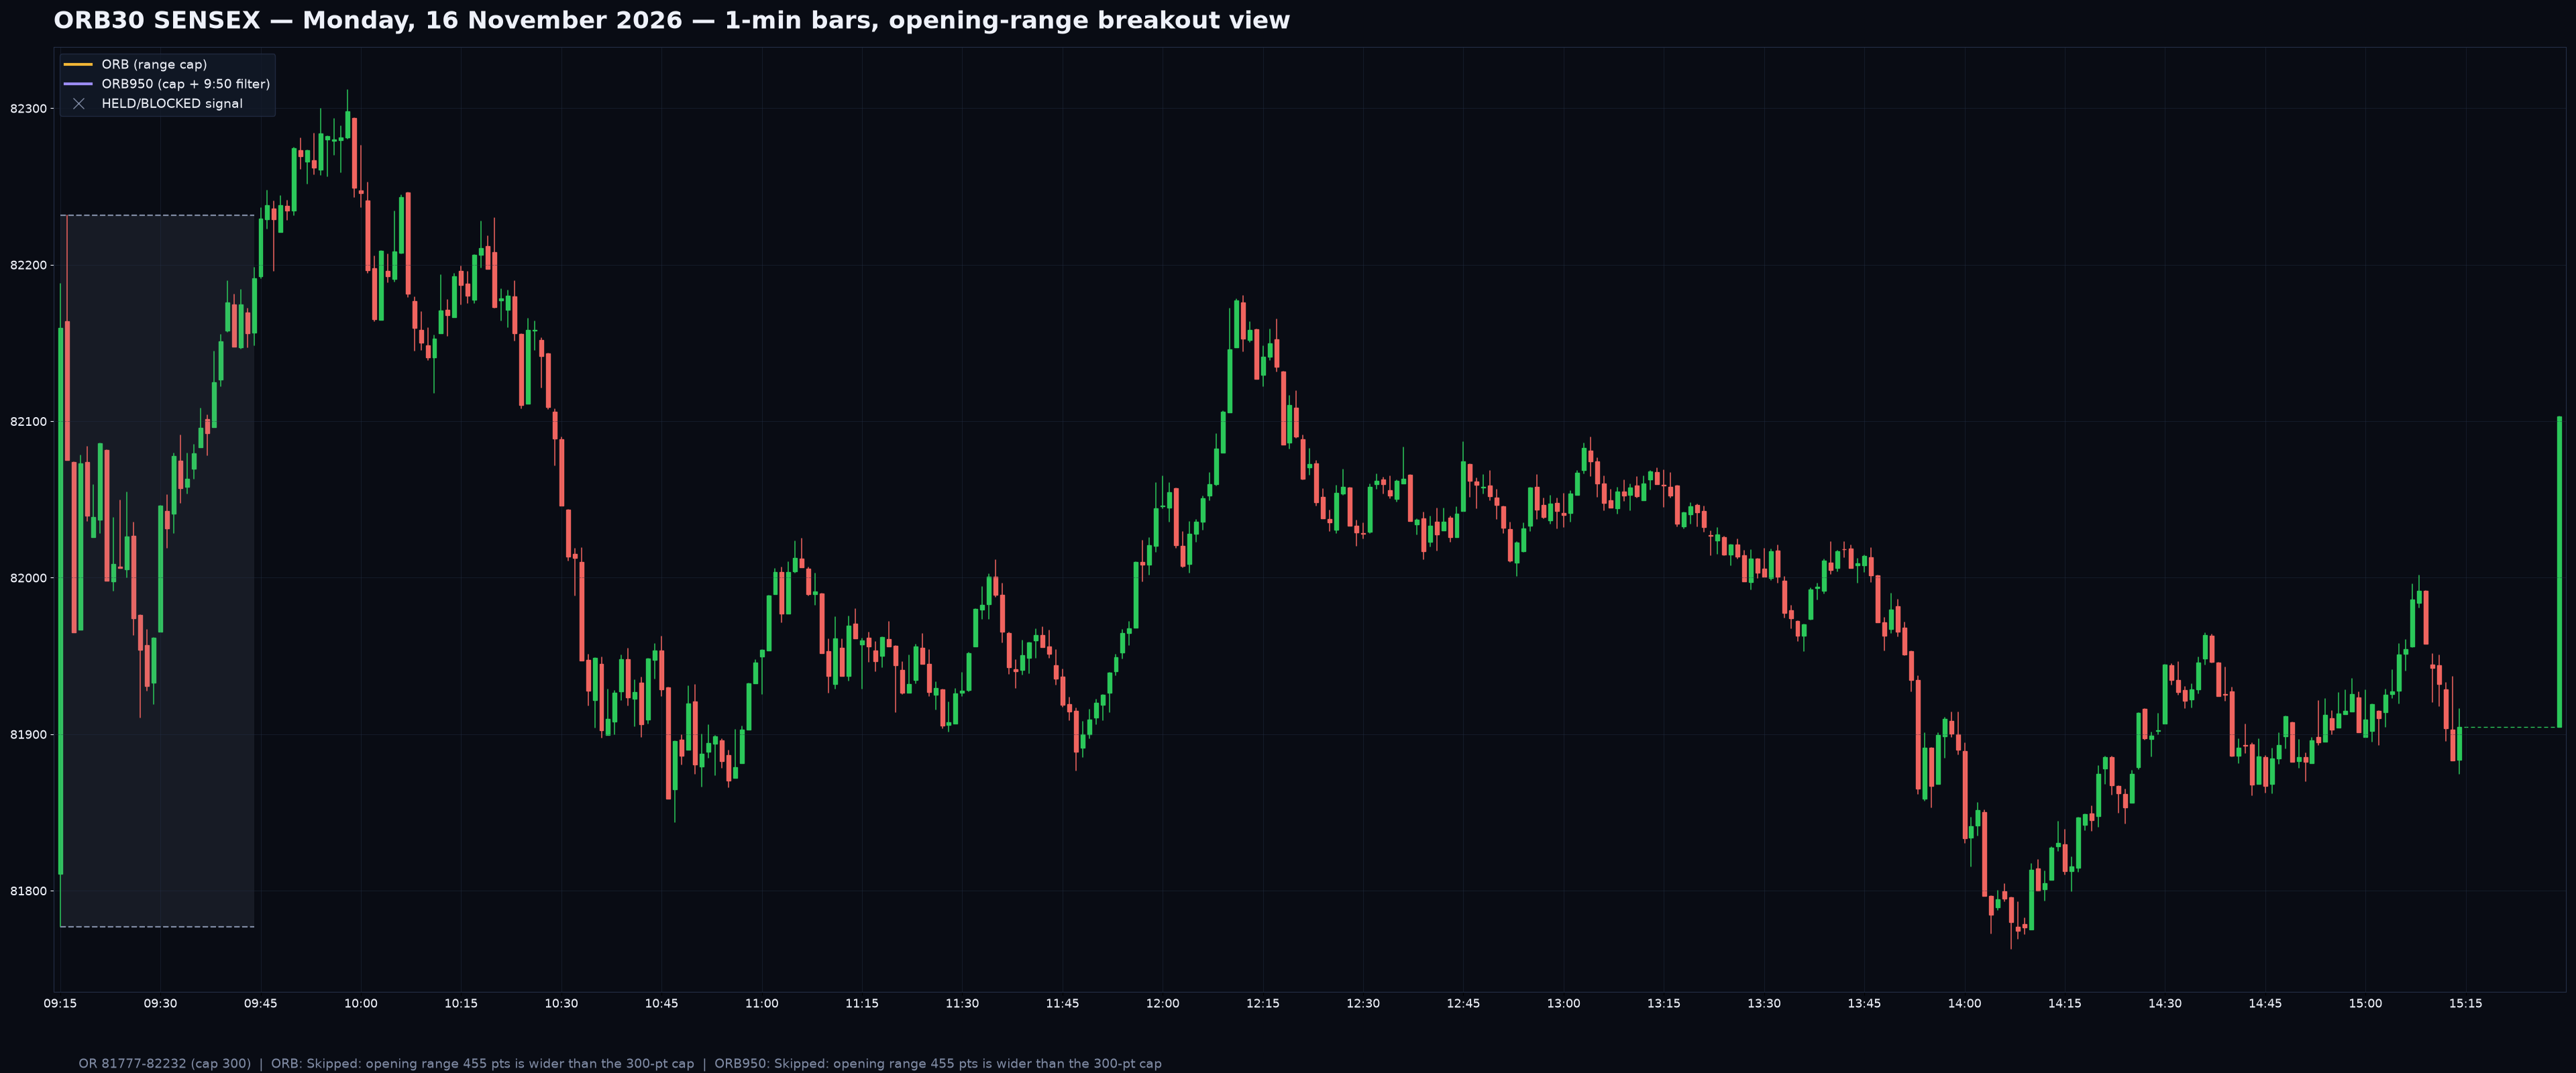 ORB30 SENSEX — Monday, 16 November 2026 — 1-min bars, opening-range breakout view
ORB (range cap)
ORB950 (cap + 9:50 filter)
HELD/BLOCKED signal
82300
82200
82100
82000
81900
81800
09:15 09:30 09:45 10:00 10:15 10:30 10:45 11:00 11:15 11:30 11:45 12:00 12:15 12:30 12:45 13:00 13:15 13:30 13:45 14:00 14:15 14:30 14:45 15:00 15:15
OR 81777-82232 (cap 300) | ORB: Skipped: opening range 455 pts is wider than the 300-pt cap | ORB950: Skipped: opening range 455 pts is wider than the 300-pt cap